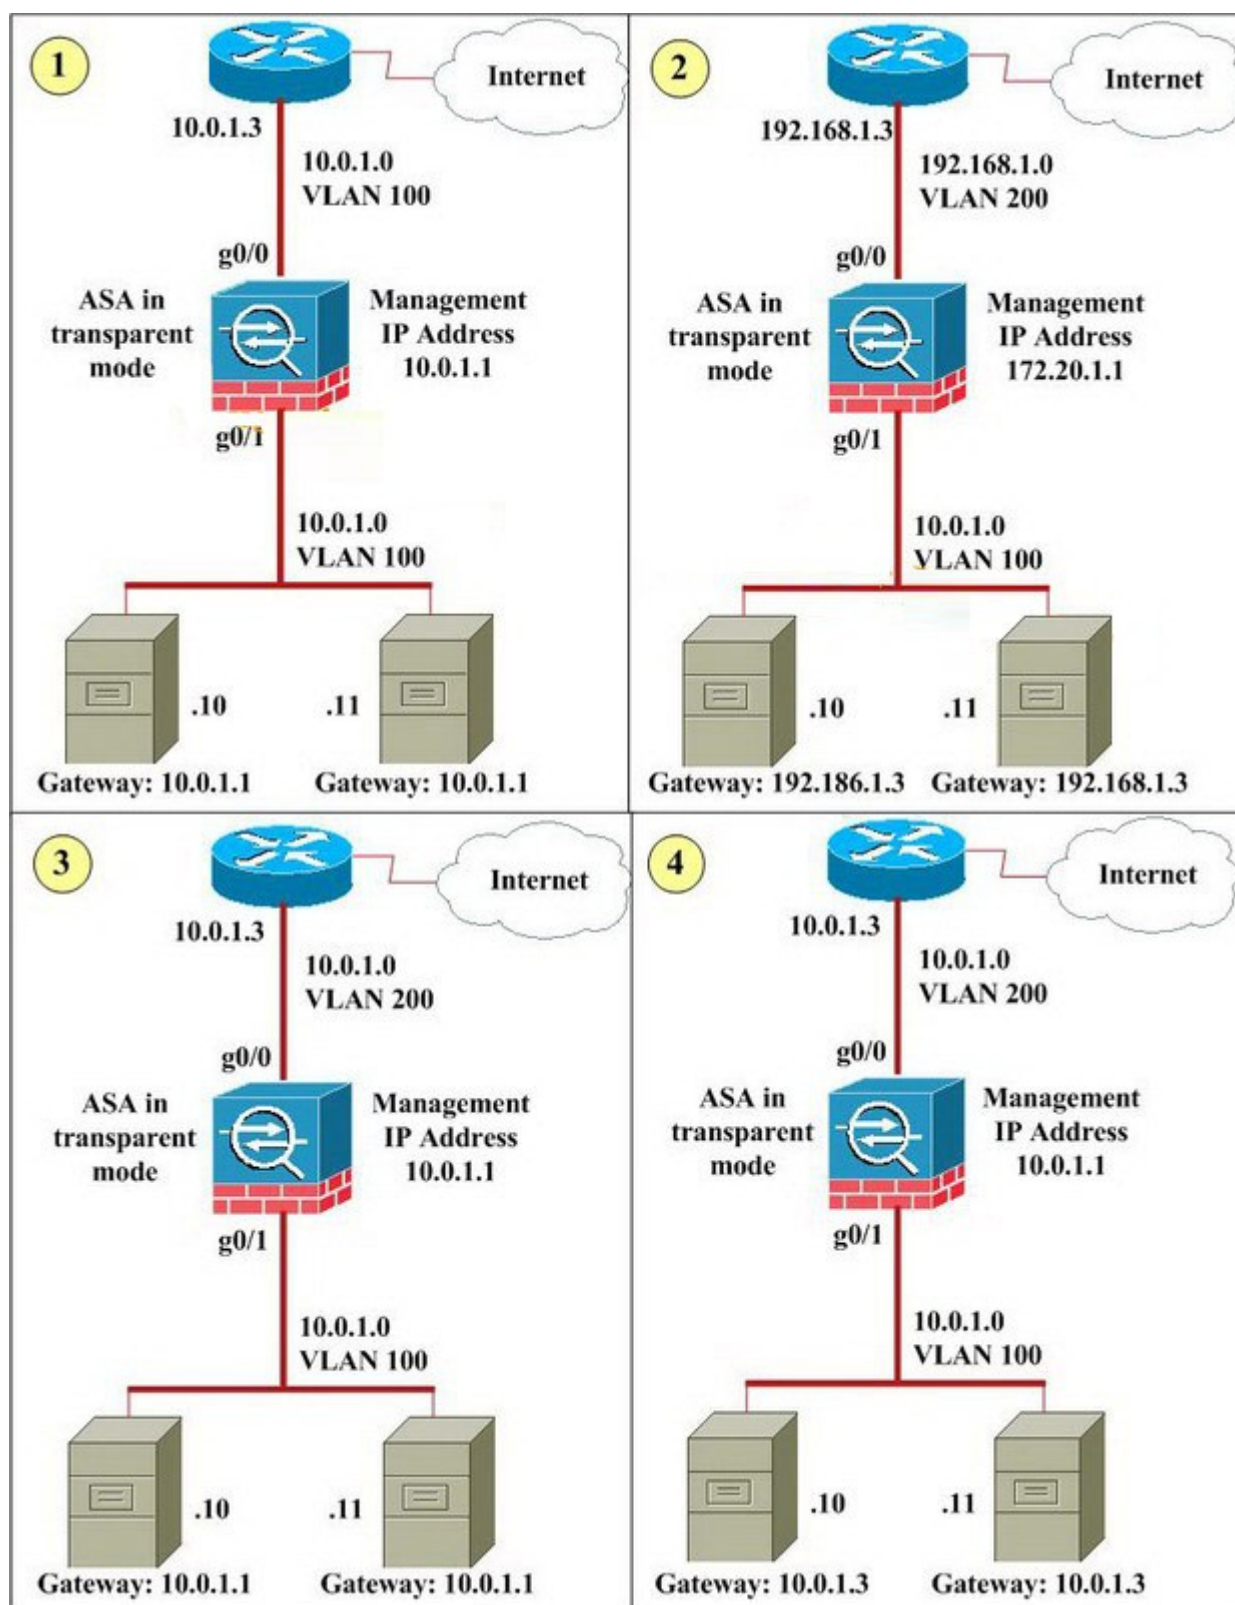 1
Internet
10.0.1.3
10.0.1.0
VLAN 100
g0/0
ASA in
transparent
mode
Management
IP Address
10.0.1.1
g0/1
10.0.1.0
VLAN 100
.10
.11
Gateway: 10.0.1.1
Gateway: 10.0.1.1
2
Internet
192.168.1.3
192.168.1.0
VLAN 200
g0/0
ASA in
transparent
mode
Management
IP Address
172.20.1.1
g0/1
10.0.1.0
VLAN 100
.10
.11
Gateway: 192.186.1.3
Gateway: 192.168.1.3
3
Internet
10.0.1.3
10.0.1.0
VLAN 200
g0/0
ASA in
transparent
mode
Management
IP Address
10.0.1.1
g0/1
10.0.1.0
VLAN 100
.10
.11
Gateway: 10.0.1.1
Gateway: 10.0.1.1
4
Internet
10.0.1.3
10.0.1.0
VLAN 200
g0/0
ASA in
transparent
mode
Management
IP Address
10.0.1.1
g0/1
10.0.1.0
VLAN 100
.10
.11
Gateway: 10.0.1.3
Gateway: 10.0.1.3